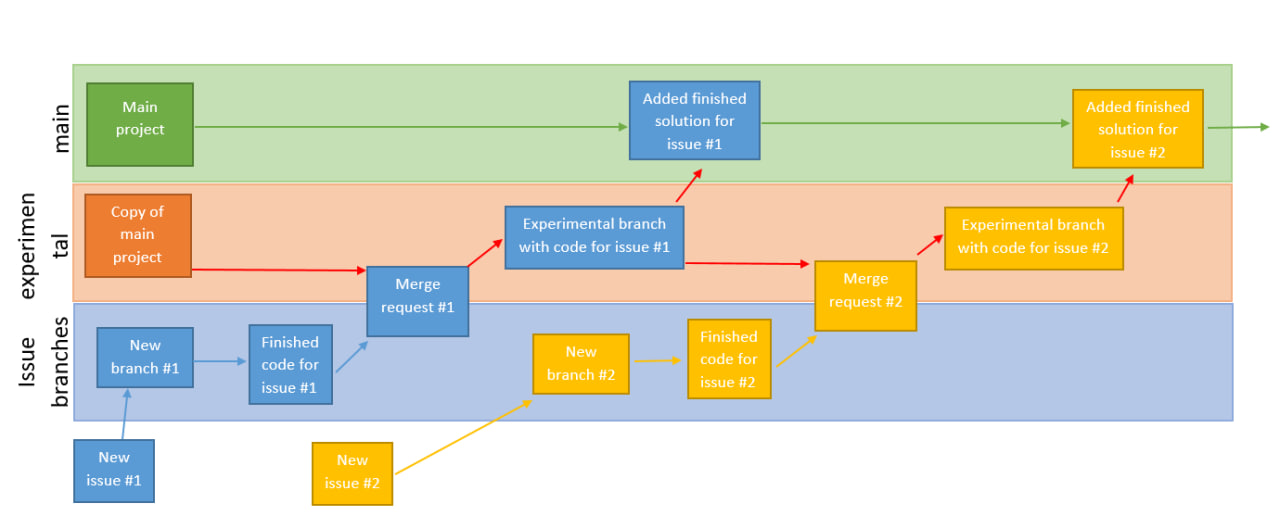 main
Main
project
Added finished
solution for
issue #1
Added finished
solution for
issue #2
experimen
tal
Copy of
main
project
Merge
request #1
Experimental branch
with code for issue #1
Merge
request #2
Experimental branch
with code for issue #2
Issue
branches
New
branch #1
Finished
code for
issue #1
New
branch #2
Finished
code for
issue #2
New
issue #1
New
issue #2